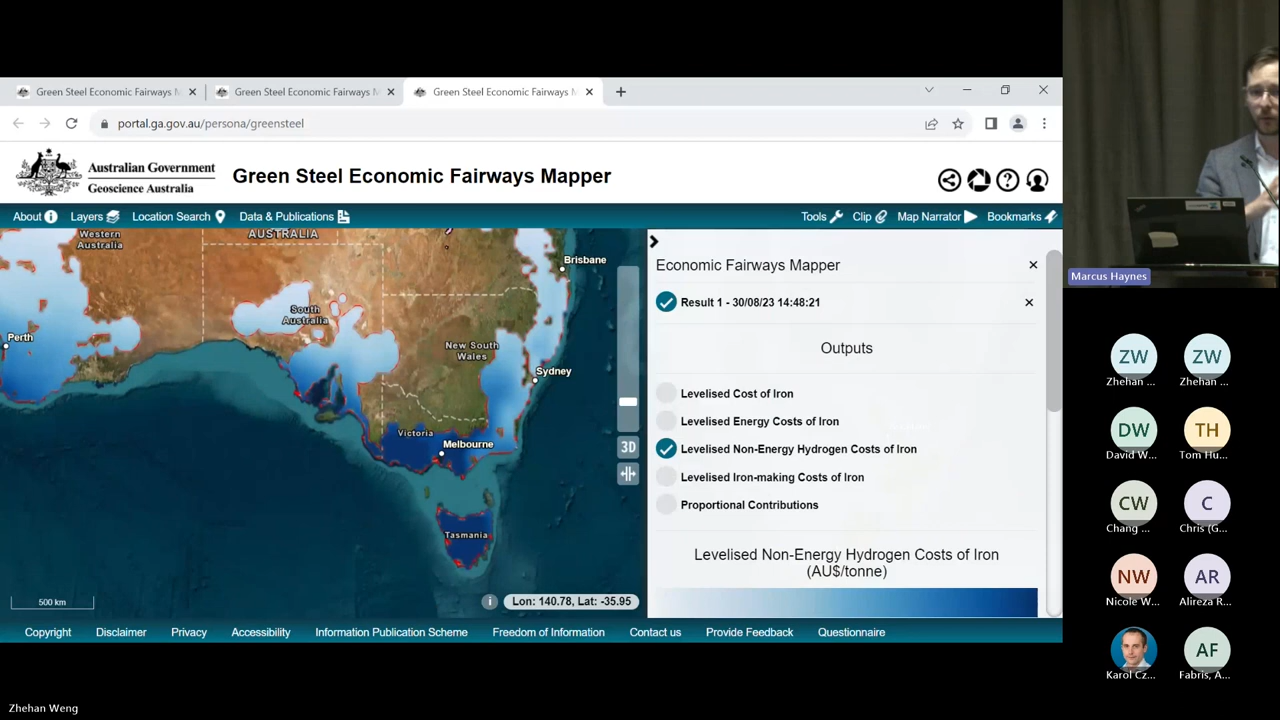 Green Steel Economic Fairways M
Green Steel Economic Fairways M
Green Steel Economic Fairways M
portal.ga.gov.au/persona/greensteel
Australian Government
Geoscience Australia
Green Steel Economic Fairways Mapper
About
Layers
Location Search
Data & Publications
Tools
Clip
Map Narrator
Bookmarks
Western
Australia
AUSTRALIA
Brisbane
South
Australia
Perth
New South
Wales
Sydney
Victoria
Melbourne
Tasmania
3D
500 km
Lon: 140.78, Lat: -35.95
Economic Fairways Mapper
Result 1 - 30/08/23 14:48:21
Outputs
Levelised Cost of Iron
Levelised Energy Costs of Iron
Levelised Non-Energy Hydrogen Costs of Iron
Levelised Iron-making Costs of Iron
Proportional Contributions
Levelised Non-Energy Hydrogen Costs of Iron
(AU$/tonne)
Copyright
Disclaimer
Privacy
Accessibility
Information Publication Scheme
Freedom of Information
Contact us
Provide Feedback
Questionnaire
Marcus Haynes
ZW
Zhehan ...
ZW
Zhehan ...
DW
David W...
TH
Tom Hu...
CW
Chang ...
C
Chris (G...
NW
Nicole W...
AR
Alireza R...
Karol Cz...
AF
Fabris, A...
Zhehan Weng